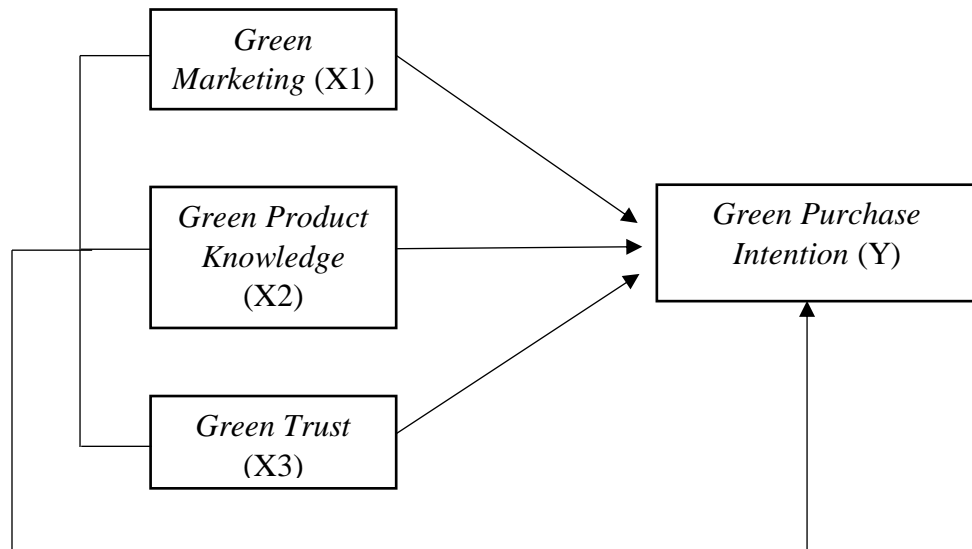 Green
Marketing (X1)
Green Product
Knowledge
(X2)
Green Trust
(X3)
Green Purchase
Intention (Y)